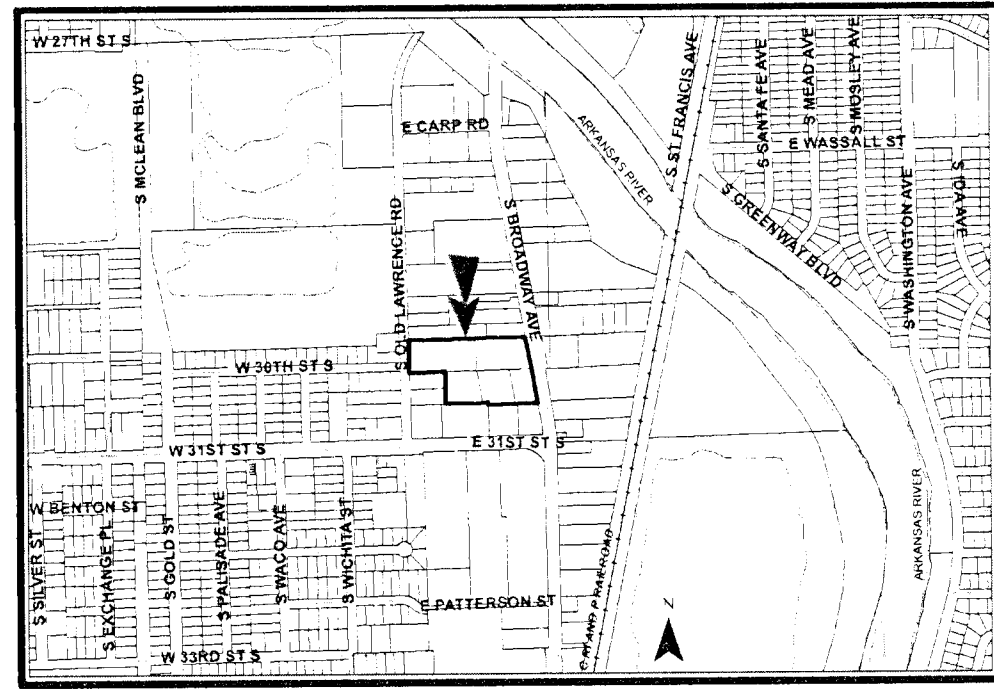 W 27TH ST S
S MCLEAN BLVD
E CARP RD
S OLD LAWRENCE RD
S BROADWAY AVE
ARKANSAS RIVER
S ST FRANCIS AVE
S SANTA FE AVE
S MEAD AVE
S MOSLEY AVE
E WASSALL ST
S GREENWAY BLVD
S WASHINGTON AVE
S IDA AVE
W 30TH ST S
E 31ST ST S
W 31ST ST S
W BENTON ST
S SILVER ST
S EXCHANGE PL
S GOLD ST
S PALISADE AVE
S WACO AVE
S WICHITA ST
E PATTERSON ST
W 33RD ST S
C RI AND P RAILROAD
N
ARKANSAS RIVER